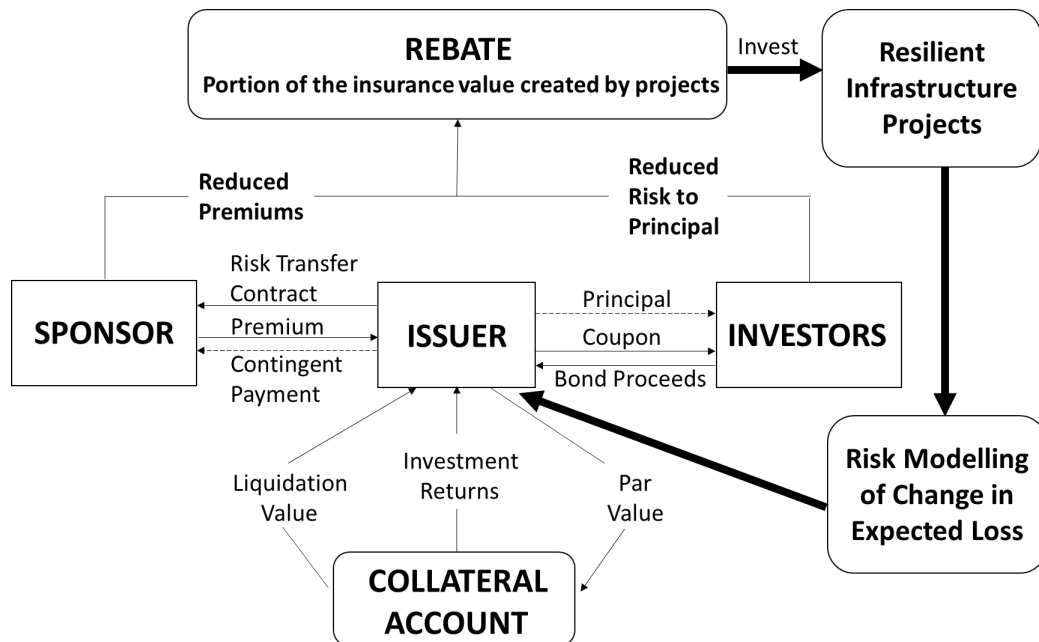 REBATE
Portion of the insurance value created by projects
Invest
Resilient
Infrastructure
Projects
Reduced
Premiums
Reduced
Risk to
Principal
Risk Transfer
Contract
Premium
Contingent
Payment
SPONSOR
ISSUER
Principal
Coupon
Bond Proceeds
INVESTORS
Liquidation
Value
Investment
Returns
Par
Value
Risk Modelling
of Change in
Expected Loss
COLLATERAL
ACCOUNT